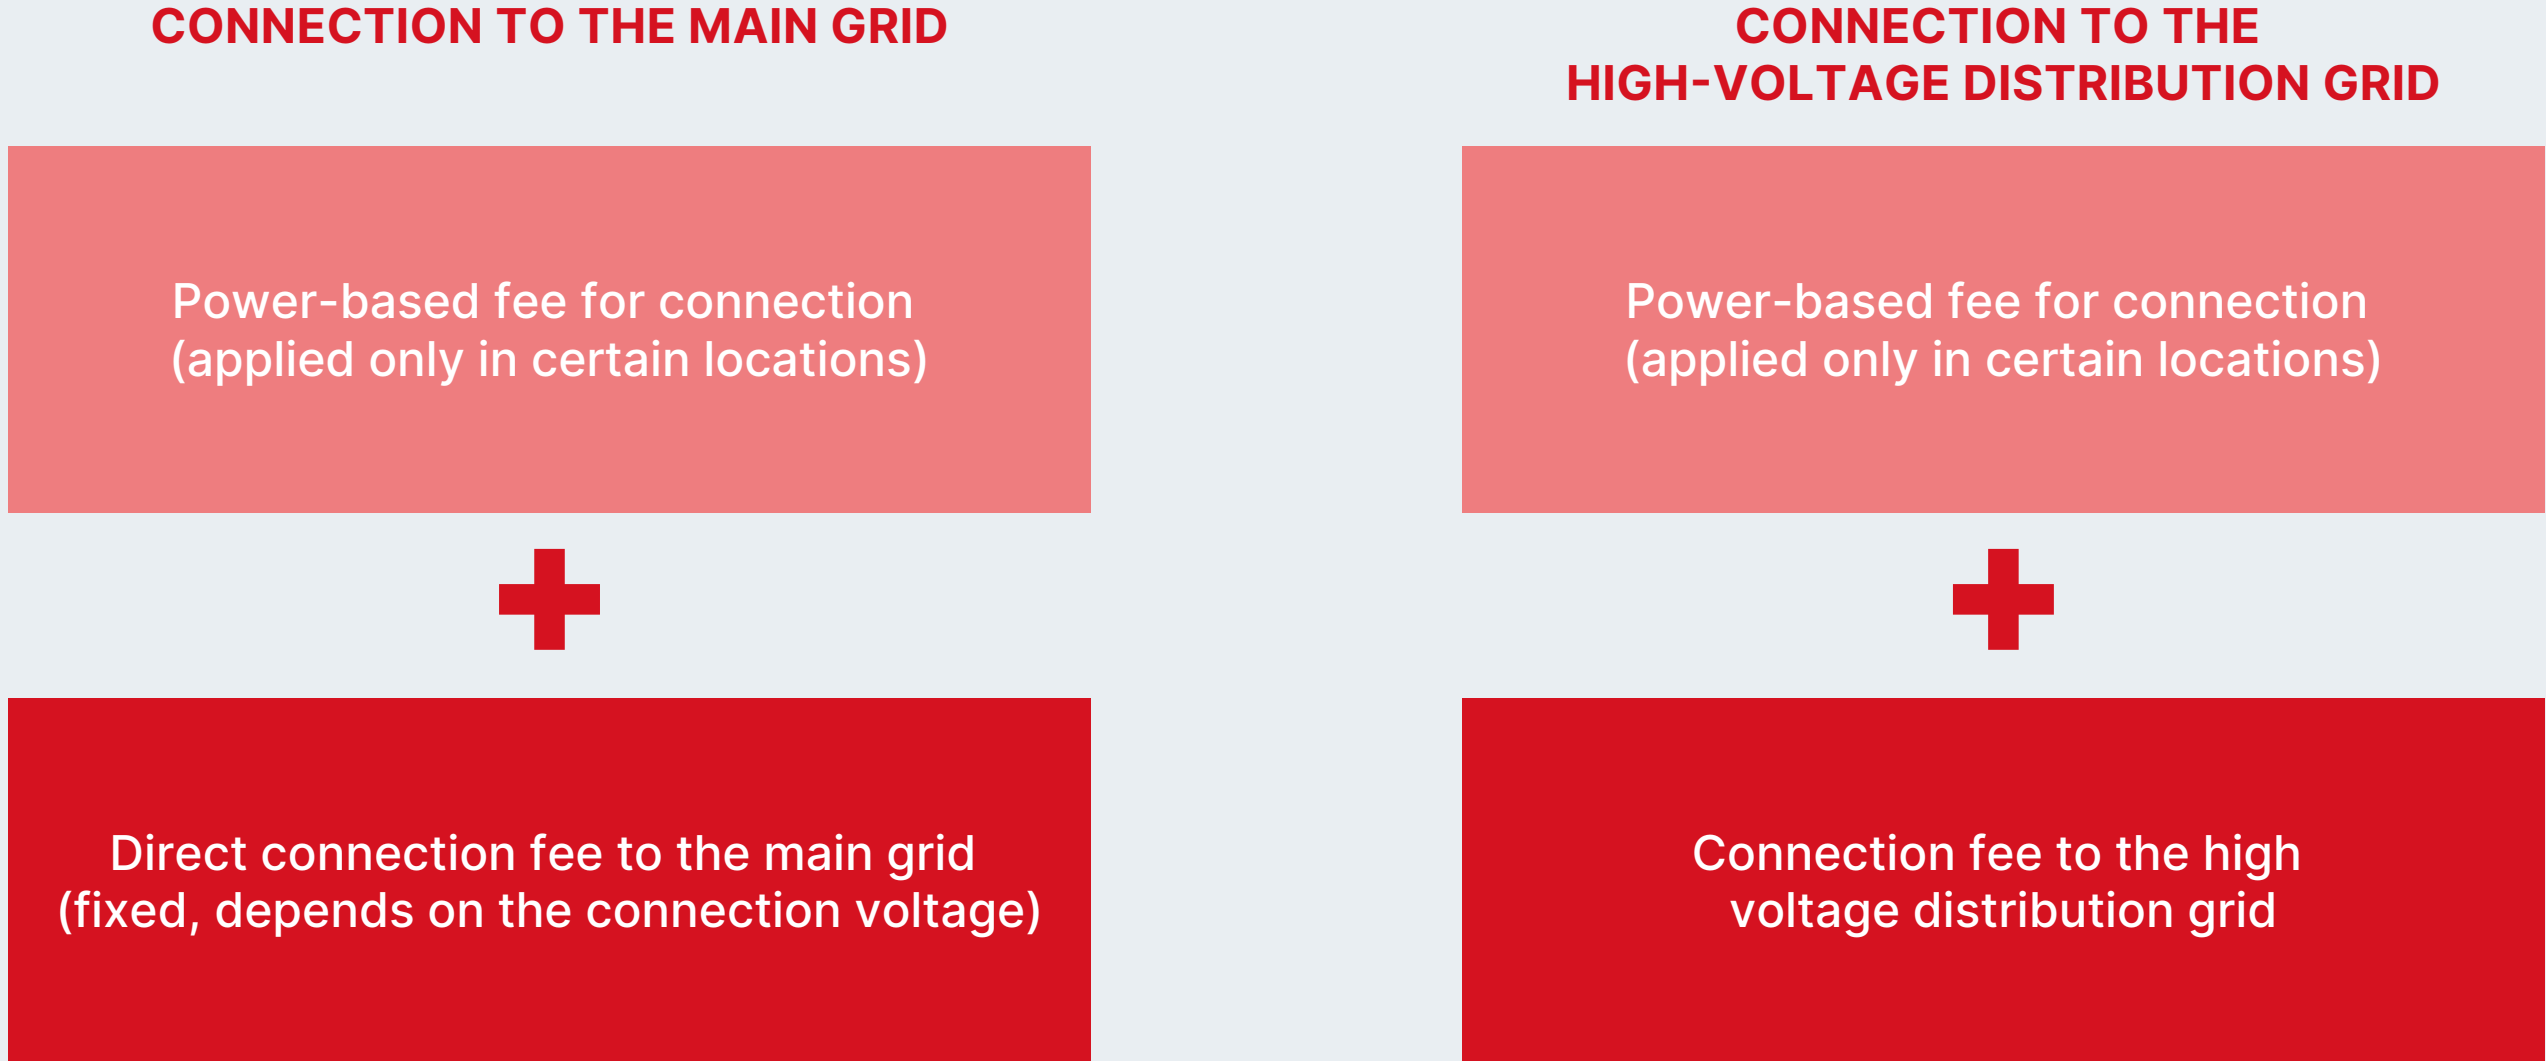 CONNECTION TO THE MAIN GRID
Power-based fee for connection
(applied only in certain locations)
Direct connection fee to the main grid
(fixed, depends on the connection voltage)
CONNECTION TO THE
HIGH-VOLTAGE DISTRIBUTION GRID
Power-based fee for connection
(applied only in certain locations)
Connection fee to the high
voltage distribution grid